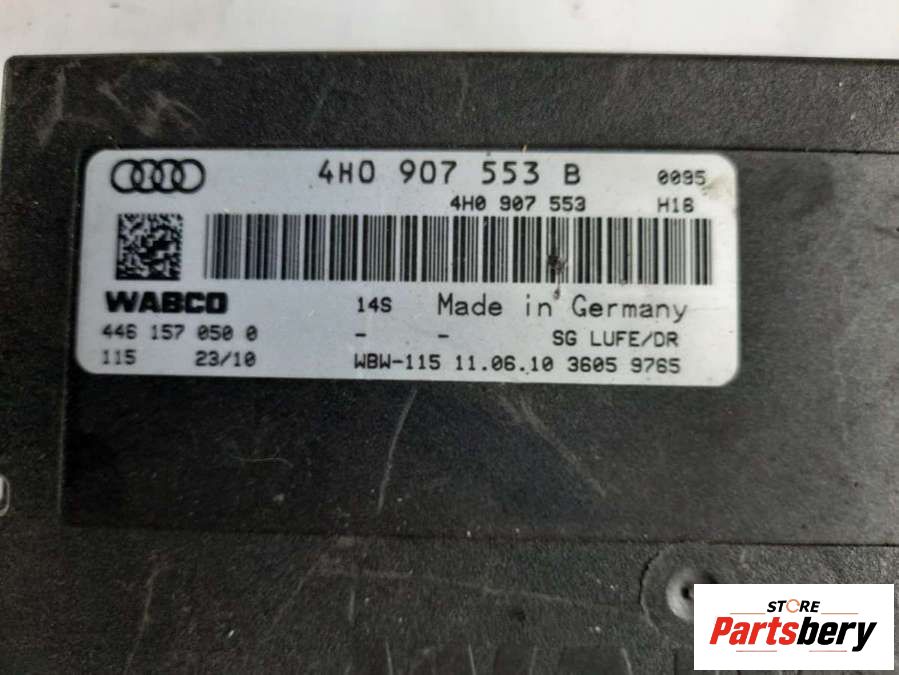 4H0 907 553 B 0095
4H0 907 553 H16
WABCO 14S Made in Germany
446 157 050 0 - - SG LUFE/DR
115 23/10 WBW-115 11.06.10 3605 9765
STORE
Partsbery